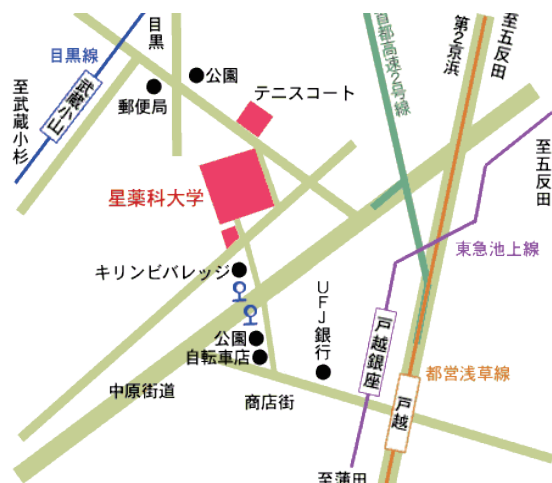 目黒
目黒線
武蔵小山
至武蔵小杉
公園
郵便局
テニスコート
首都高速2号線
第2京浜
至五反田
至五反田
星薬科大学
東急池上線
キリンビバレッジ
UFJ銀行
公園
自転車店
中原街道
商店街
戸越銀座
都営浅草線
戸越
至蒲田